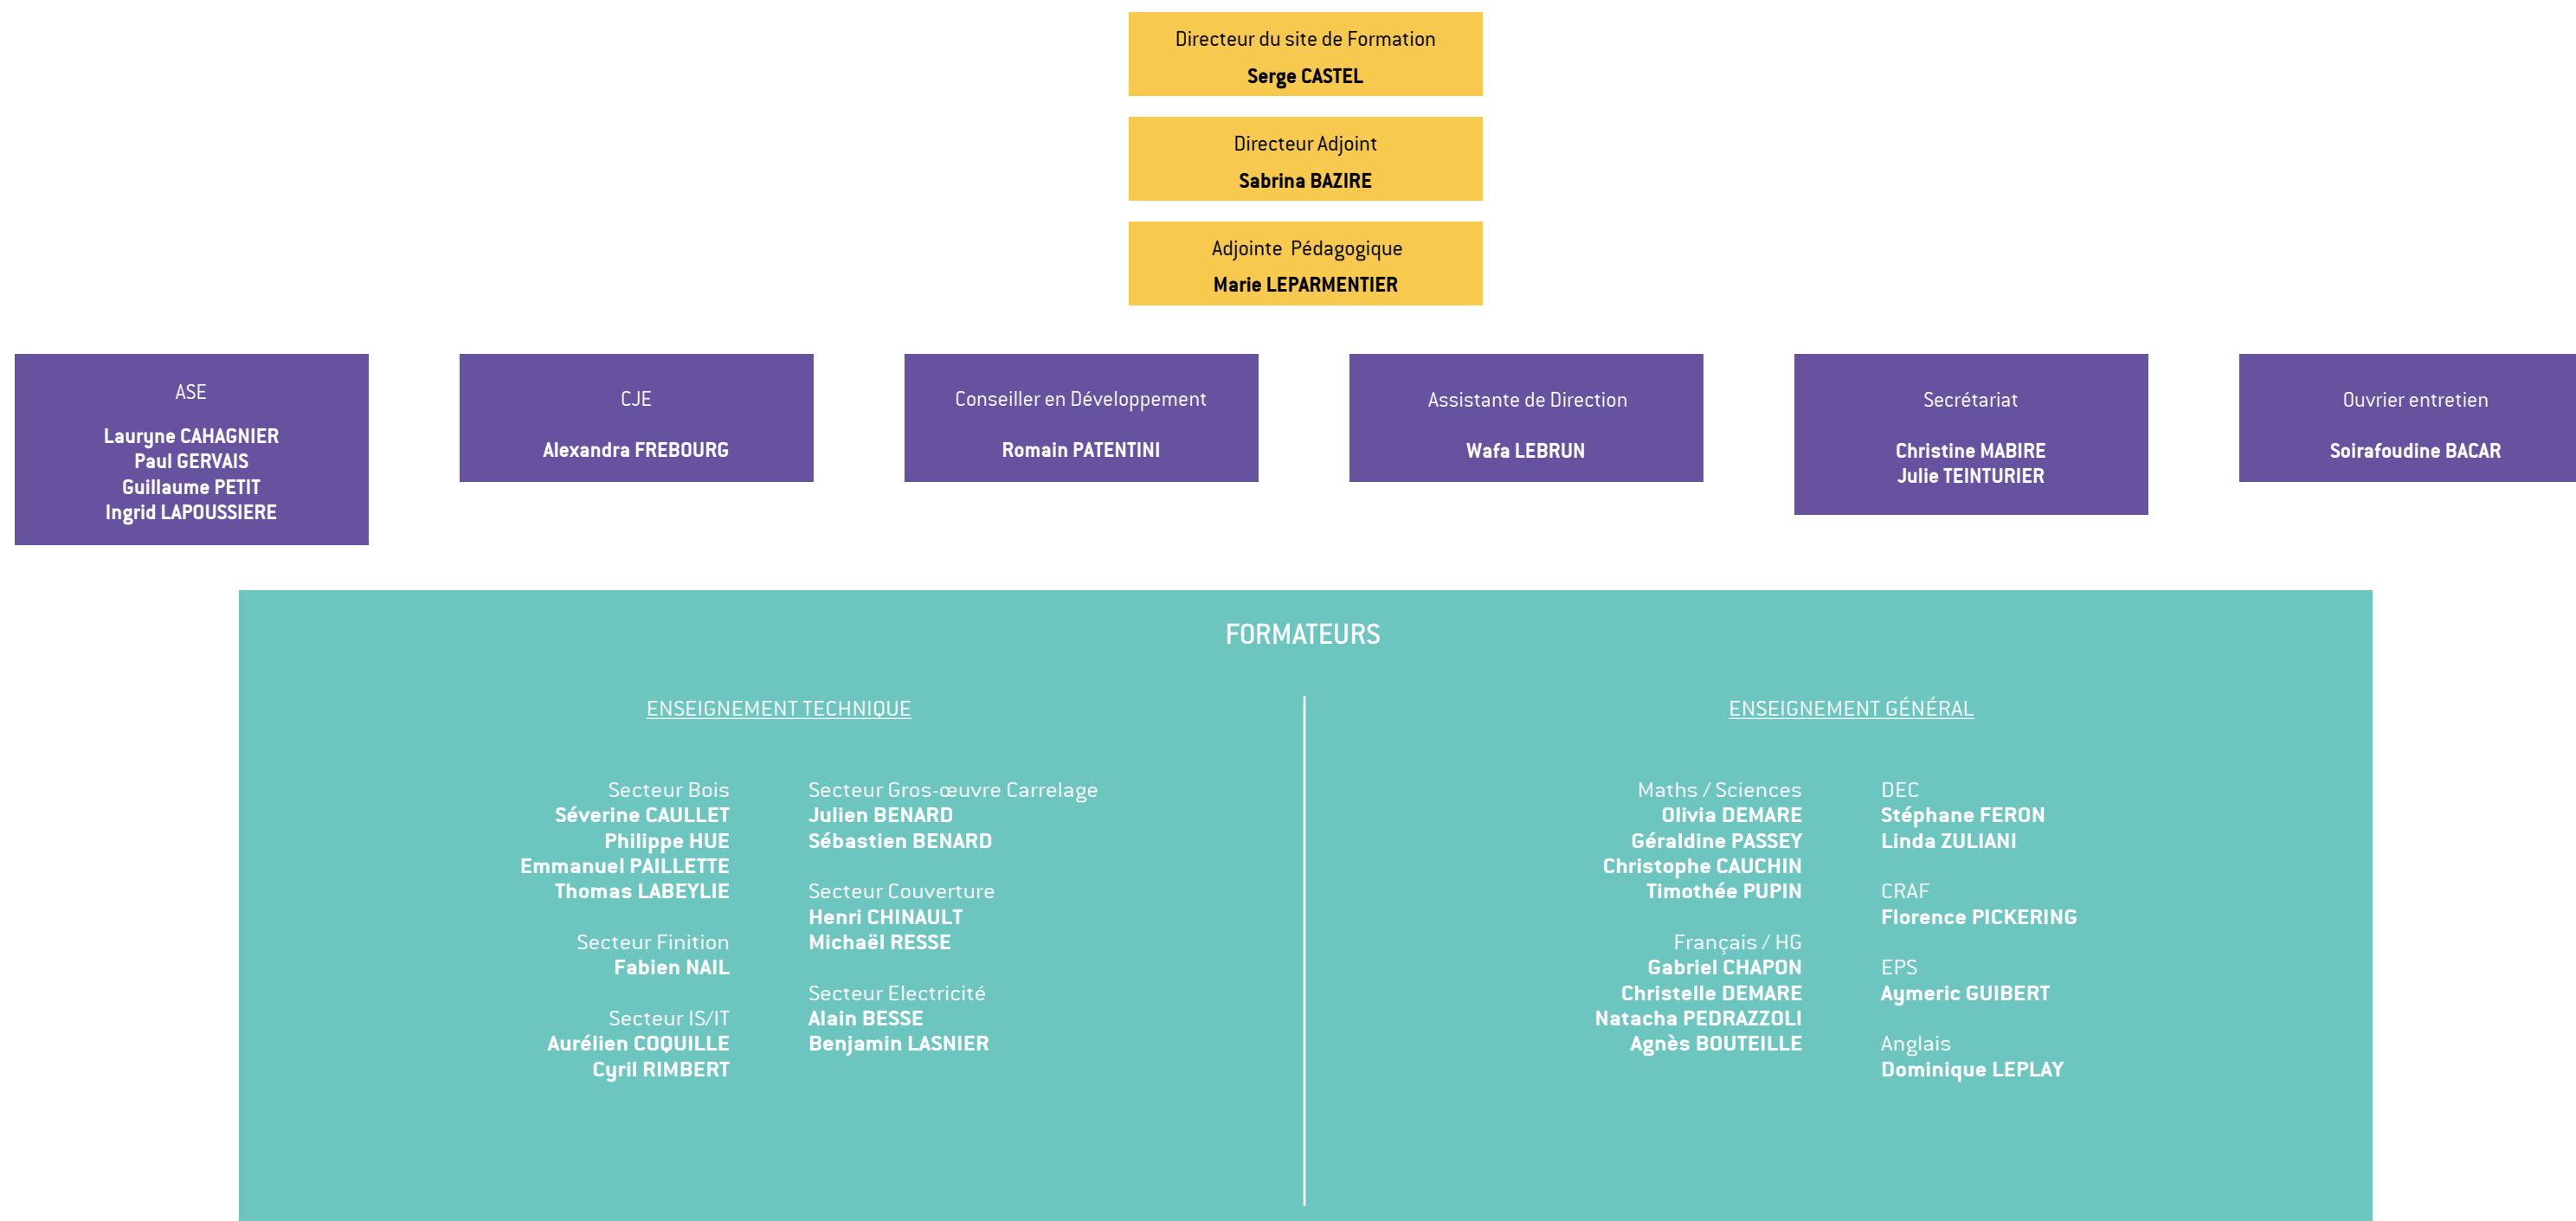 Directeur du site de Formation
Serge CASTEL
Directeur Adjoint
Sabrina BAZIRE
Adjointe Pédagogique
Marie LEPARMENTIER
ASE
Lauryne CAHAGNIER
Paul GERVAIS
Guillaume PETIT
Ingrid LAPOUSSIERE
CJE
Alexandra FREBOURG
Conseiller en Développement
Romain PATENTINI
Assistante de Direction
Wafa LEBRUN
Secrétariat
Christine MABIRE
Julie TEINTURIER
Ouvrier entretien
Soirafoudine BACAR
FORMATEURS
ENSEIGNEMENT TECHNIQUE
Secteur Bois
Séverine CAULLET
Philippe HUE
Emmanuel PAILLETTE
Thomas LABEYLIE
Secteur Finition
Fabien NAIL
Secteur IS/IT
Aurélien COQUILLE
Cyril RIMBERT
Secteur Gros-œuvre Carrelage
Julien BENARD
Sébastien BENARD
Secteur Couverture
Henri CHINAULT
Michaël RESSE
Secteur Electricité
Alain BESSE
Benjamin LASNIER
ENSEIGNEMENT GÉNÉRAL
Maths / Sciences
Olivia DEMARE
Géraldine PASSEY
Christophe CAUCHIN
Timothée PUPIN
Français / HG
Gabriel CHAPON
Christelle DEMARE
Natacha PEDRAZZOLI
Agnès BOUTEILLE
DEC
Stéphane FERON
Linda ZULIANI
CRAF
Florence PICKERING
EPS
Aymeric GUIBERT
Anglais
Dominique LEPLAY